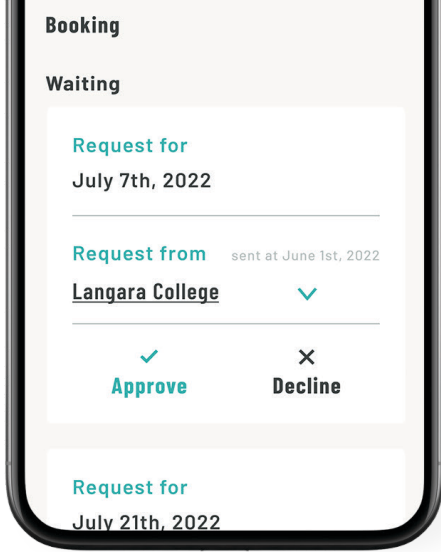 Booking
Waiting
Request for
July 7th, 2022
Request from sent at June 1st, 2022
Langara College
Approve Decline
Request for
July 21th, 2022